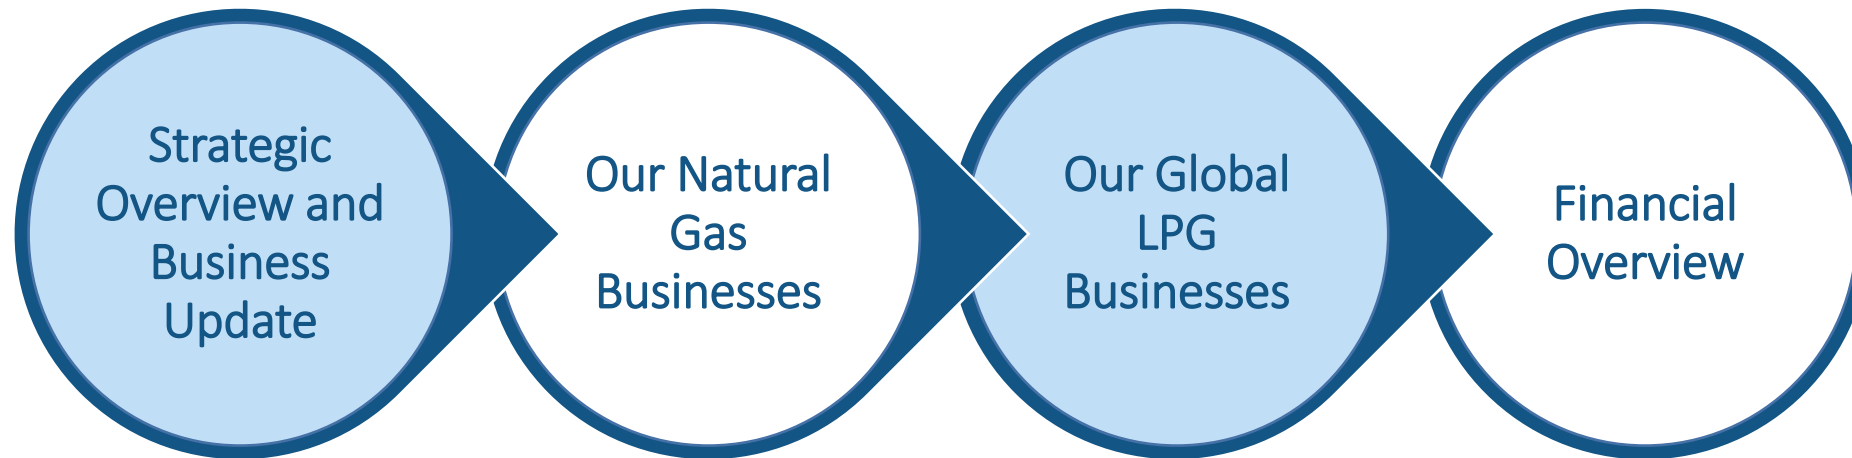 Strategic
Overview and
Business
Update
Our Natural
Gas
Businesses
Our Global
LPG
Businesses
Financial
Overview